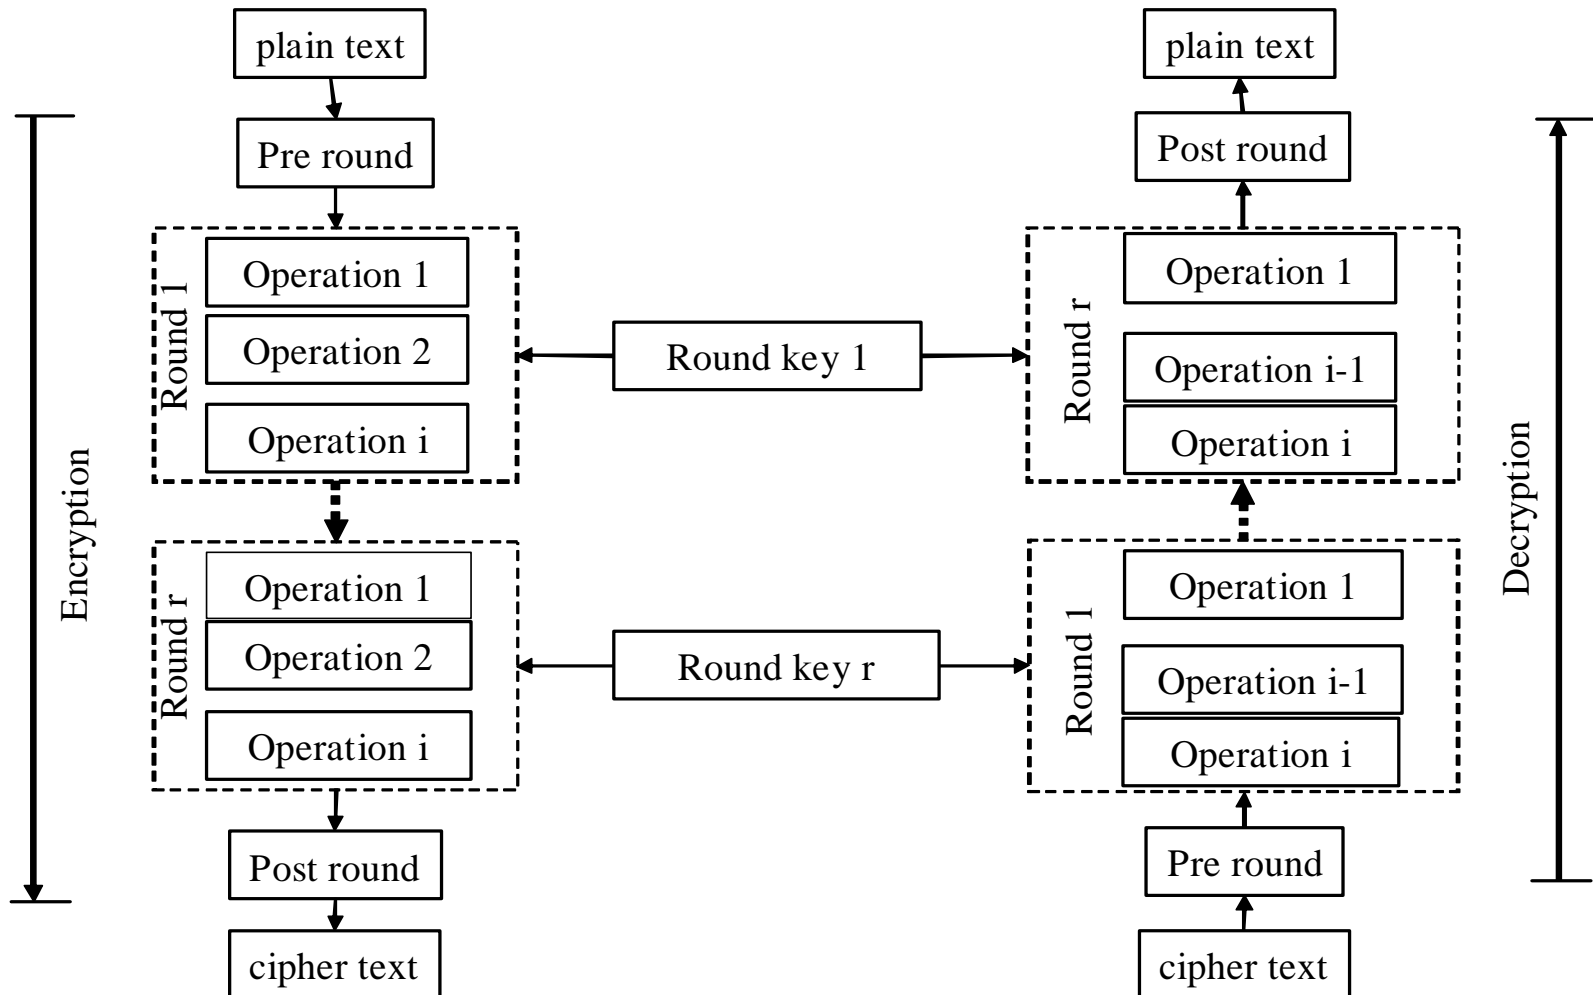 plain text
Pre round
Round 1
Operation 1
Operation 2
Operation i
Round r
Operation 1
Operation 2
Operation i
Post round
cipher text
Encryption
Round key 1
Round key r
plain text
Post round
Round r
Operation 1
Operation i-1
Operation i
Round 1
Operation 1
Operation i-1
Operation i
Pre round
cipher text
Decryption